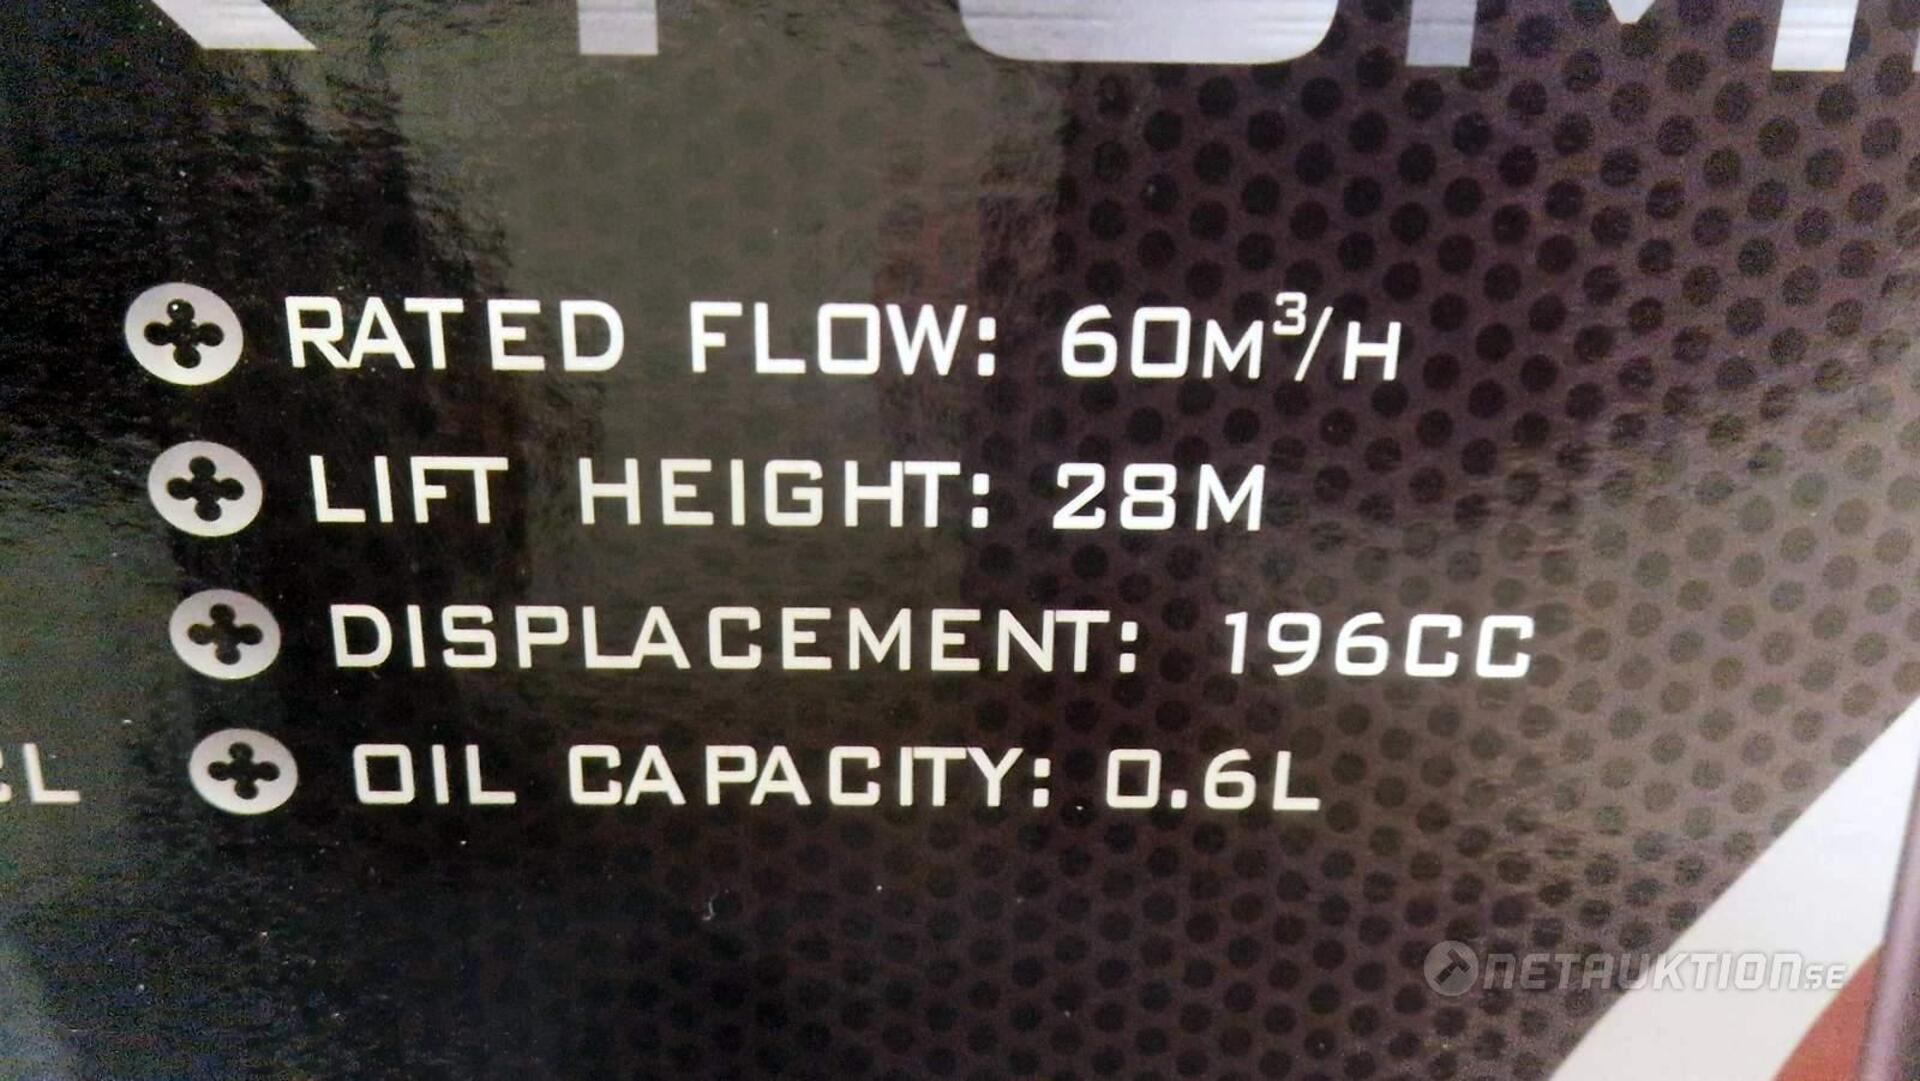 RATED FLOW: 60M³/H
LIFT HEIGHT: 28M
DISPLACEMENT: 196CC
OIL CAPACITY: 0.6L
NETAUKTION.SE